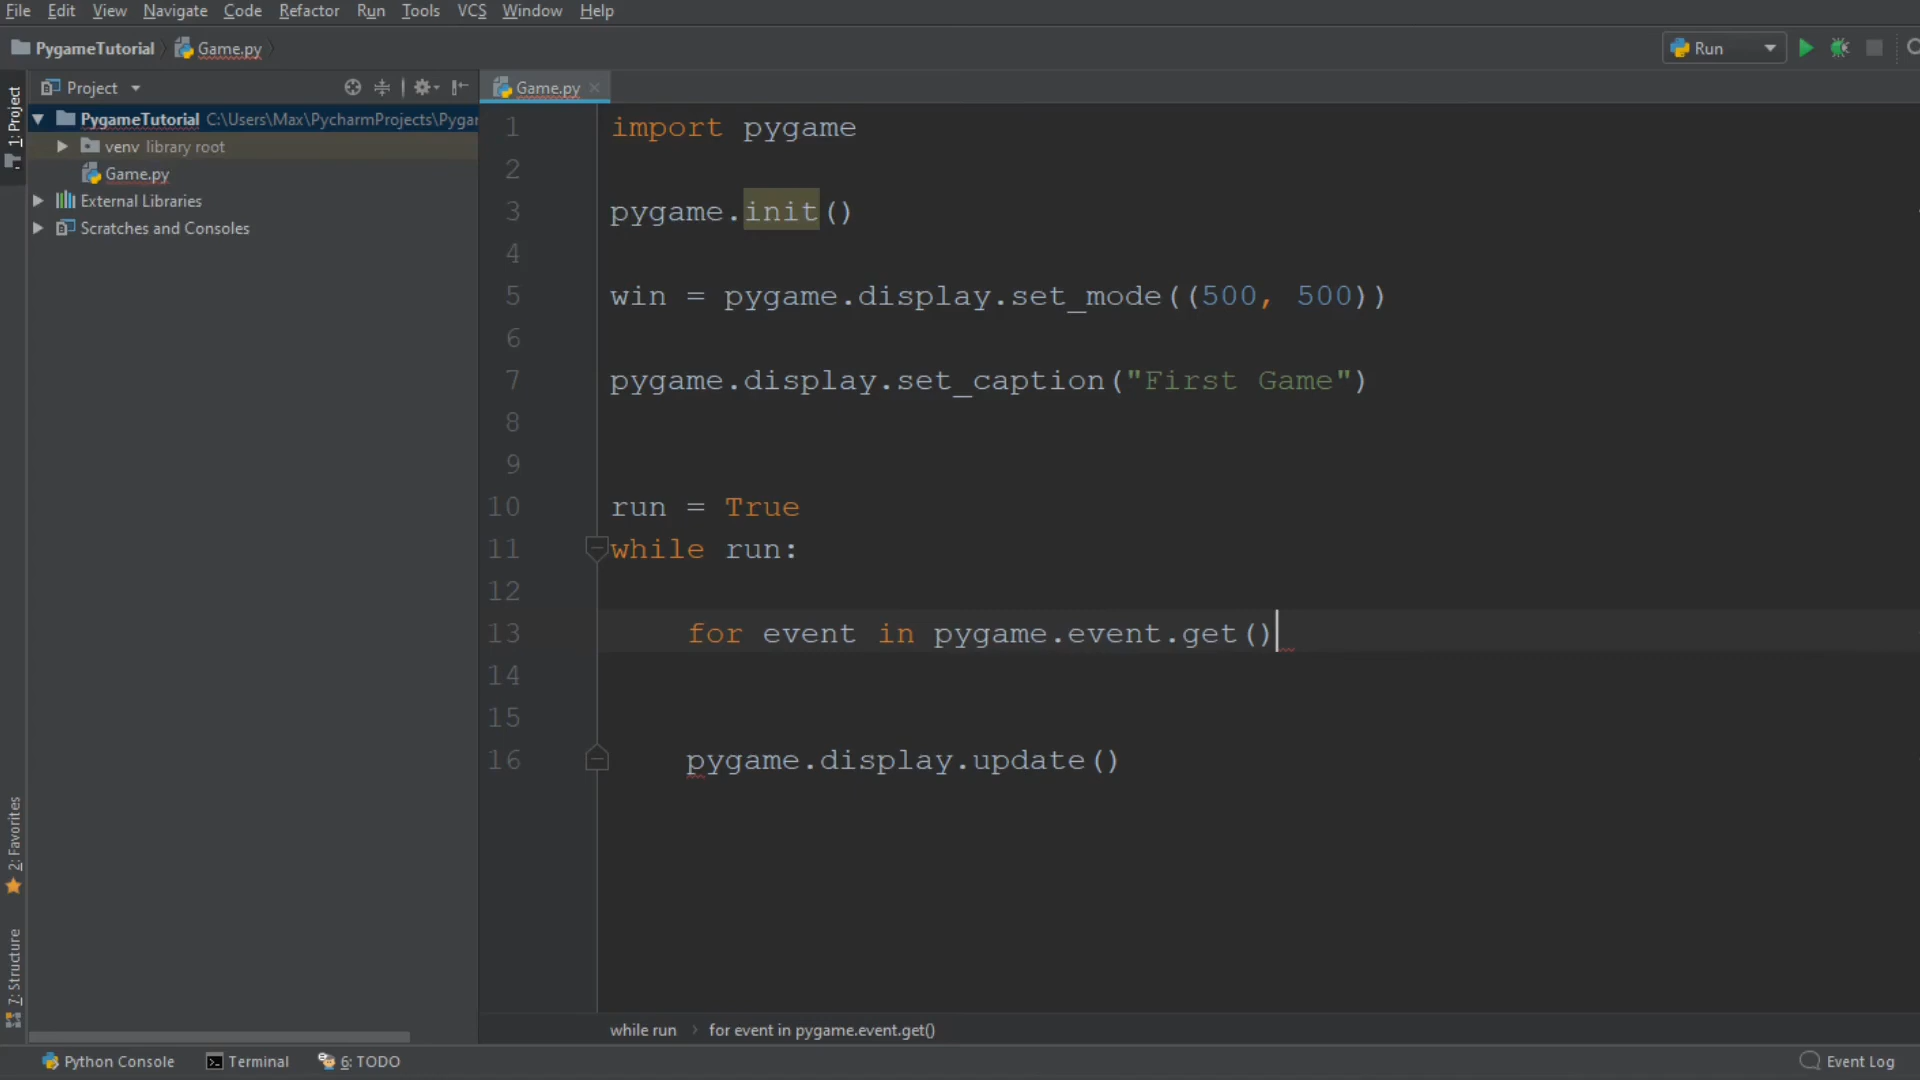 File Edit View Navigate Code Refactor Run Tools VCS Window Help
PygameTutorial Game.py Run
1: Project
Project
Game.py
PygameTutorial C:\Users\Max\PycharmProjects\Pygar
venv library root
Game.py
External Libraries
Scratches and Consoles
1 import pygame
2
3 pygame.init()
4
5 win = pygame.display.set_mode((500, 500))
6
7 pygame.display.set_caption("First Game")
8
9
10 run = True
11 while run:
12
13 for event in pygame.event.get()
14
15
16 pygame.display.update()
2: Favorites
7: Structure
while run for event in pygame.event.get()
Python Console Terminal 6: TODO Event Log